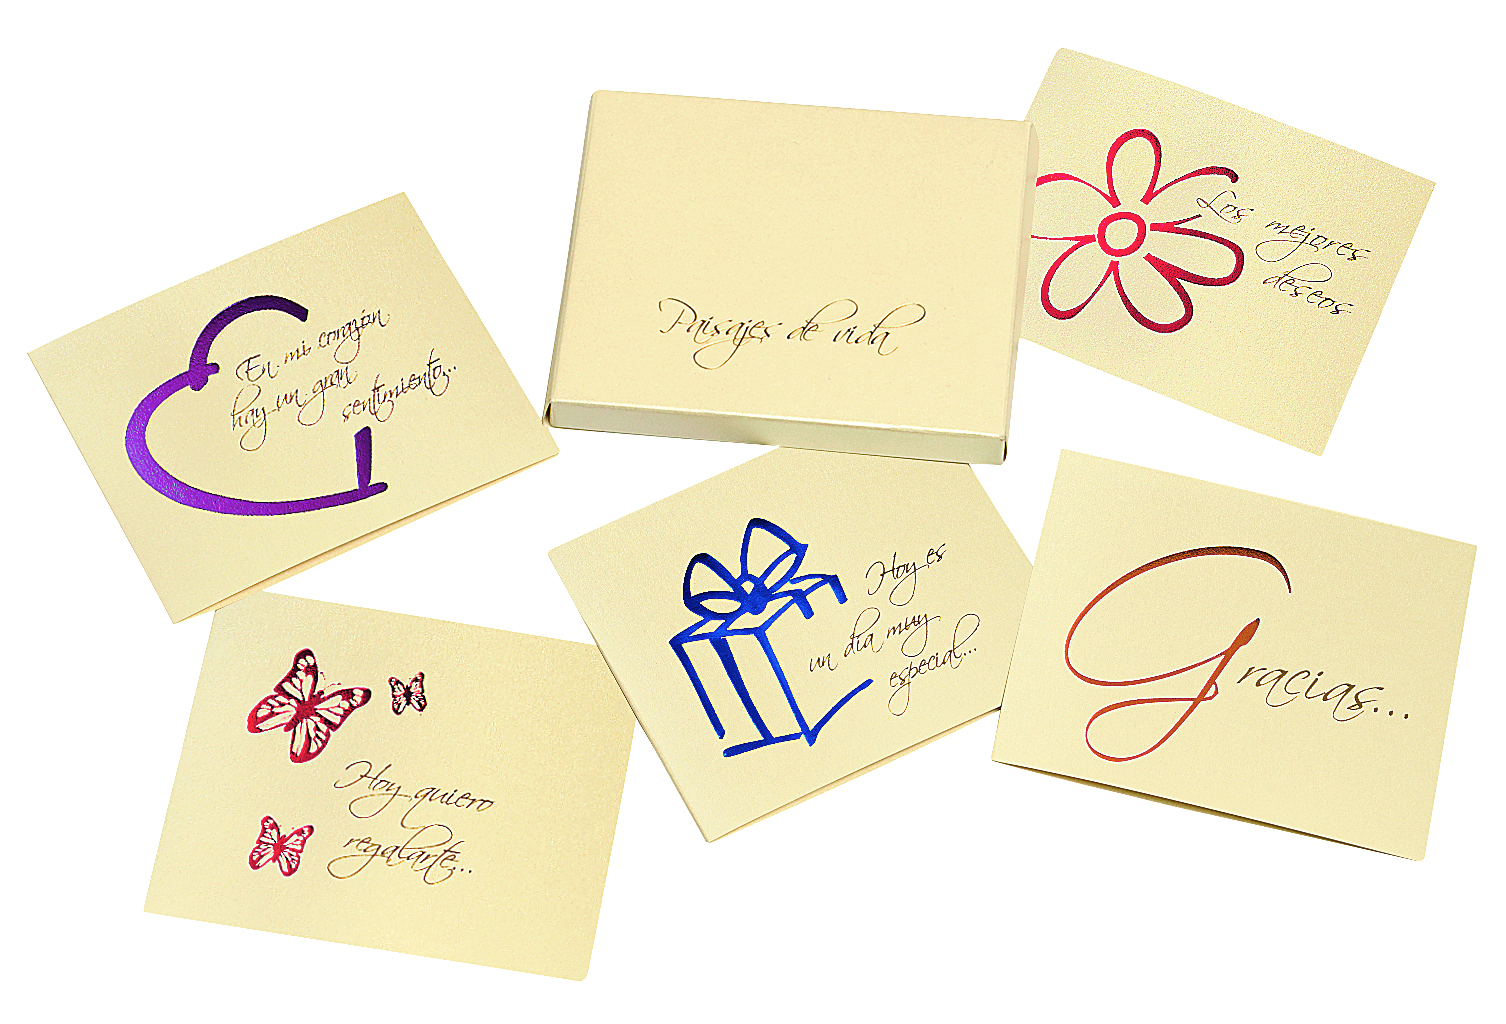 Paisajes de vida
Los mejores
deseos
En mi corazón
hay un gran
sentimiento...
Hoy es
un día muy
especial...
Gracias...
Hoy quiero
regalarte...